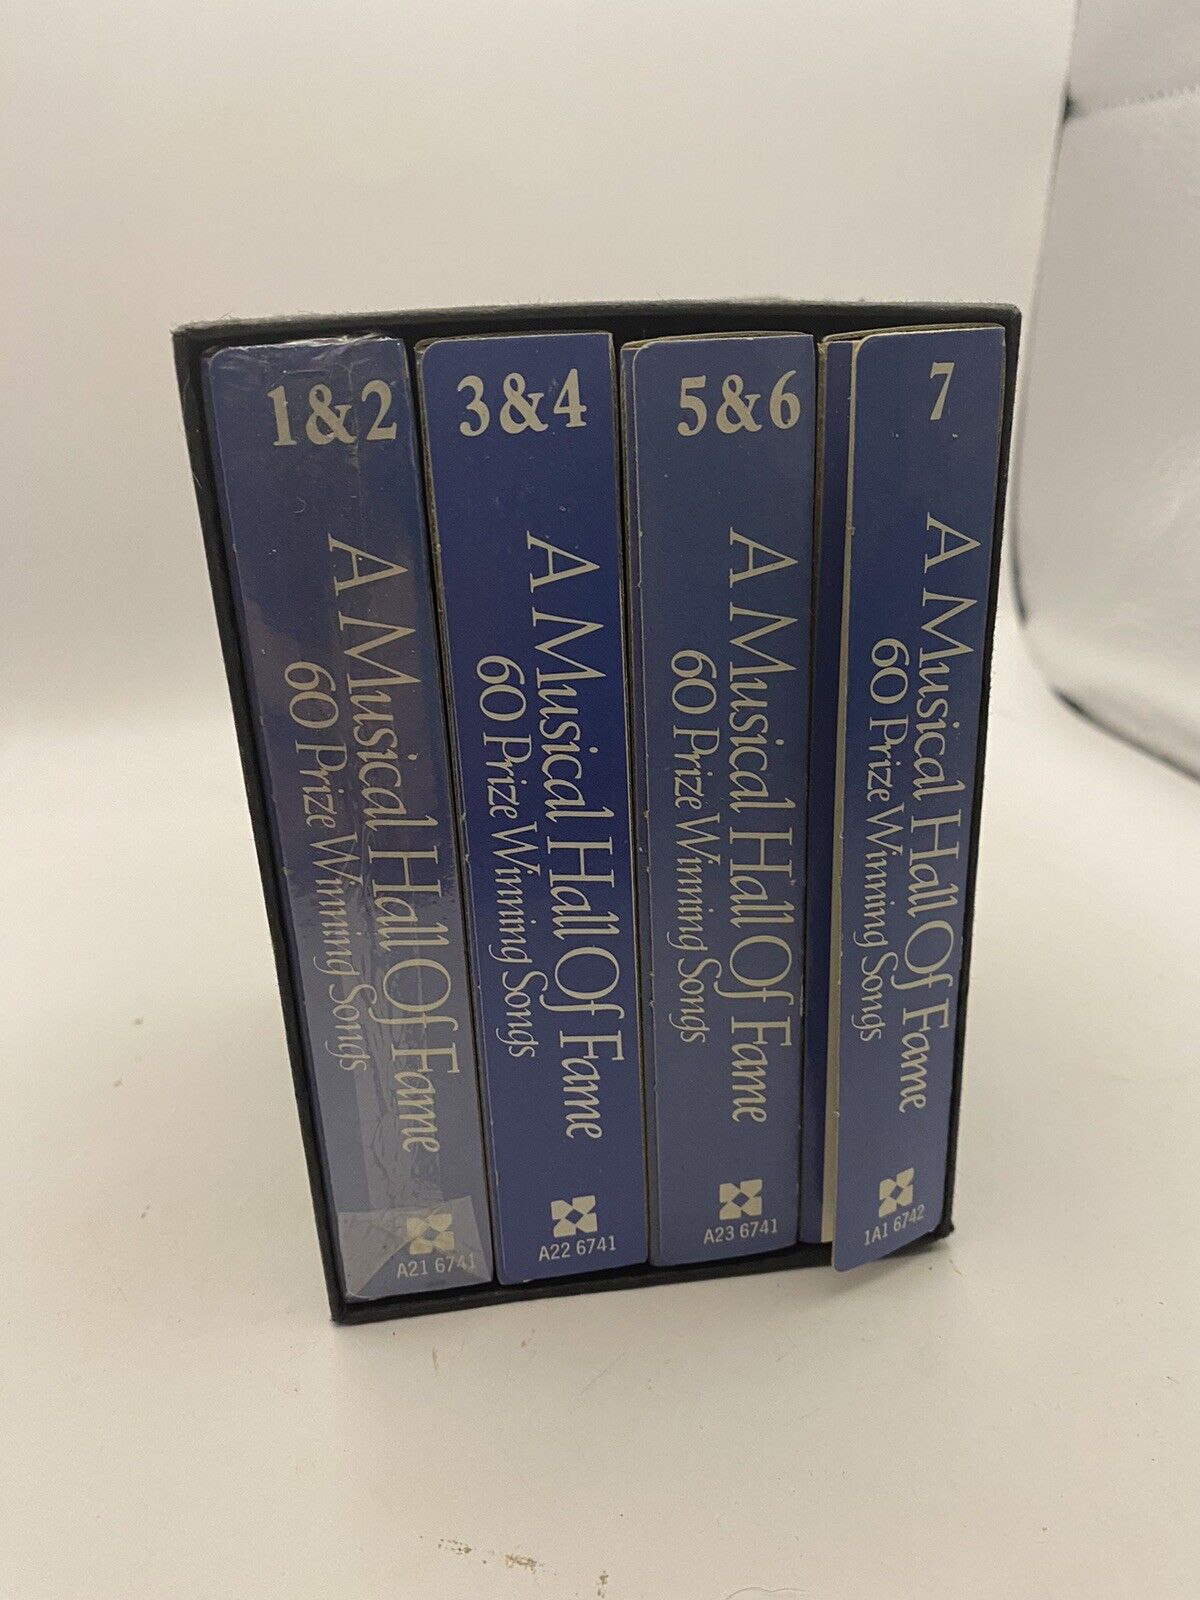 1&2
A Musical Hall Of Fame
60 Prize Winning Songs
A21 6741
3&4
A Musical Hall Of Fame
60 Prize Winning Songs
A22 6741
5&6
A Musical Hall Of Fame
60 Prize Winning Songs
A23 6741
7
A Musical Hall Of Fame
60 Prize Winning Songs
1A1 6742